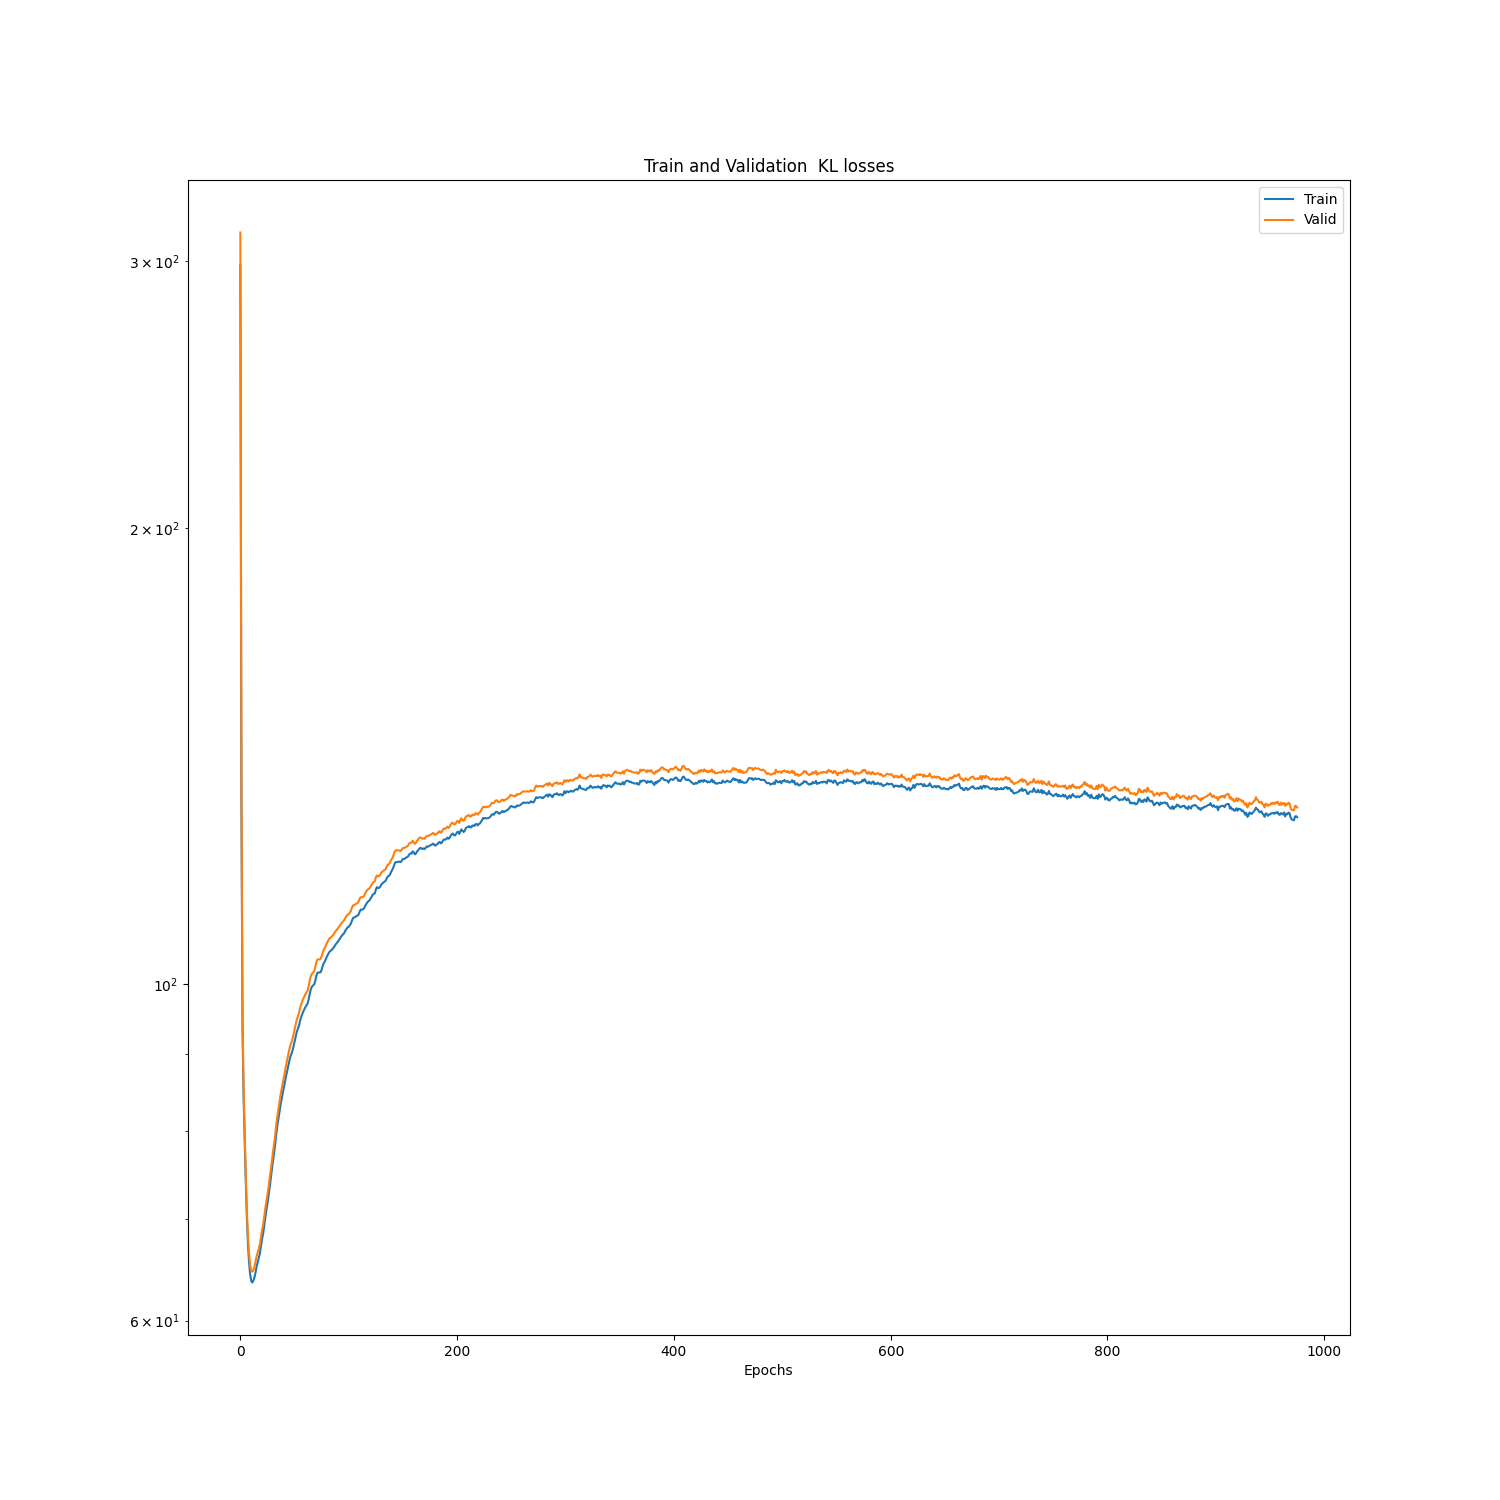 Train and Validation  KL losses
Train
Valid
3 × 10²
2 × 10²
10²
6 × 10¹
0 200 400 600 800 1000
Epochs